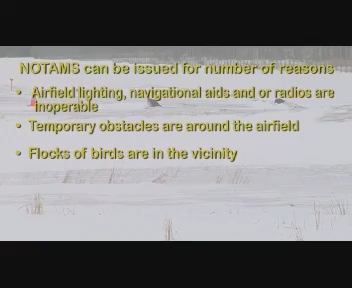 NOTAMS can be issued for number of reasons
• Airfield lighting, navigational aids and or radios are
inoperable
• Temporary obstacles are around the airfield
• Flocks of birds are in the vicinity